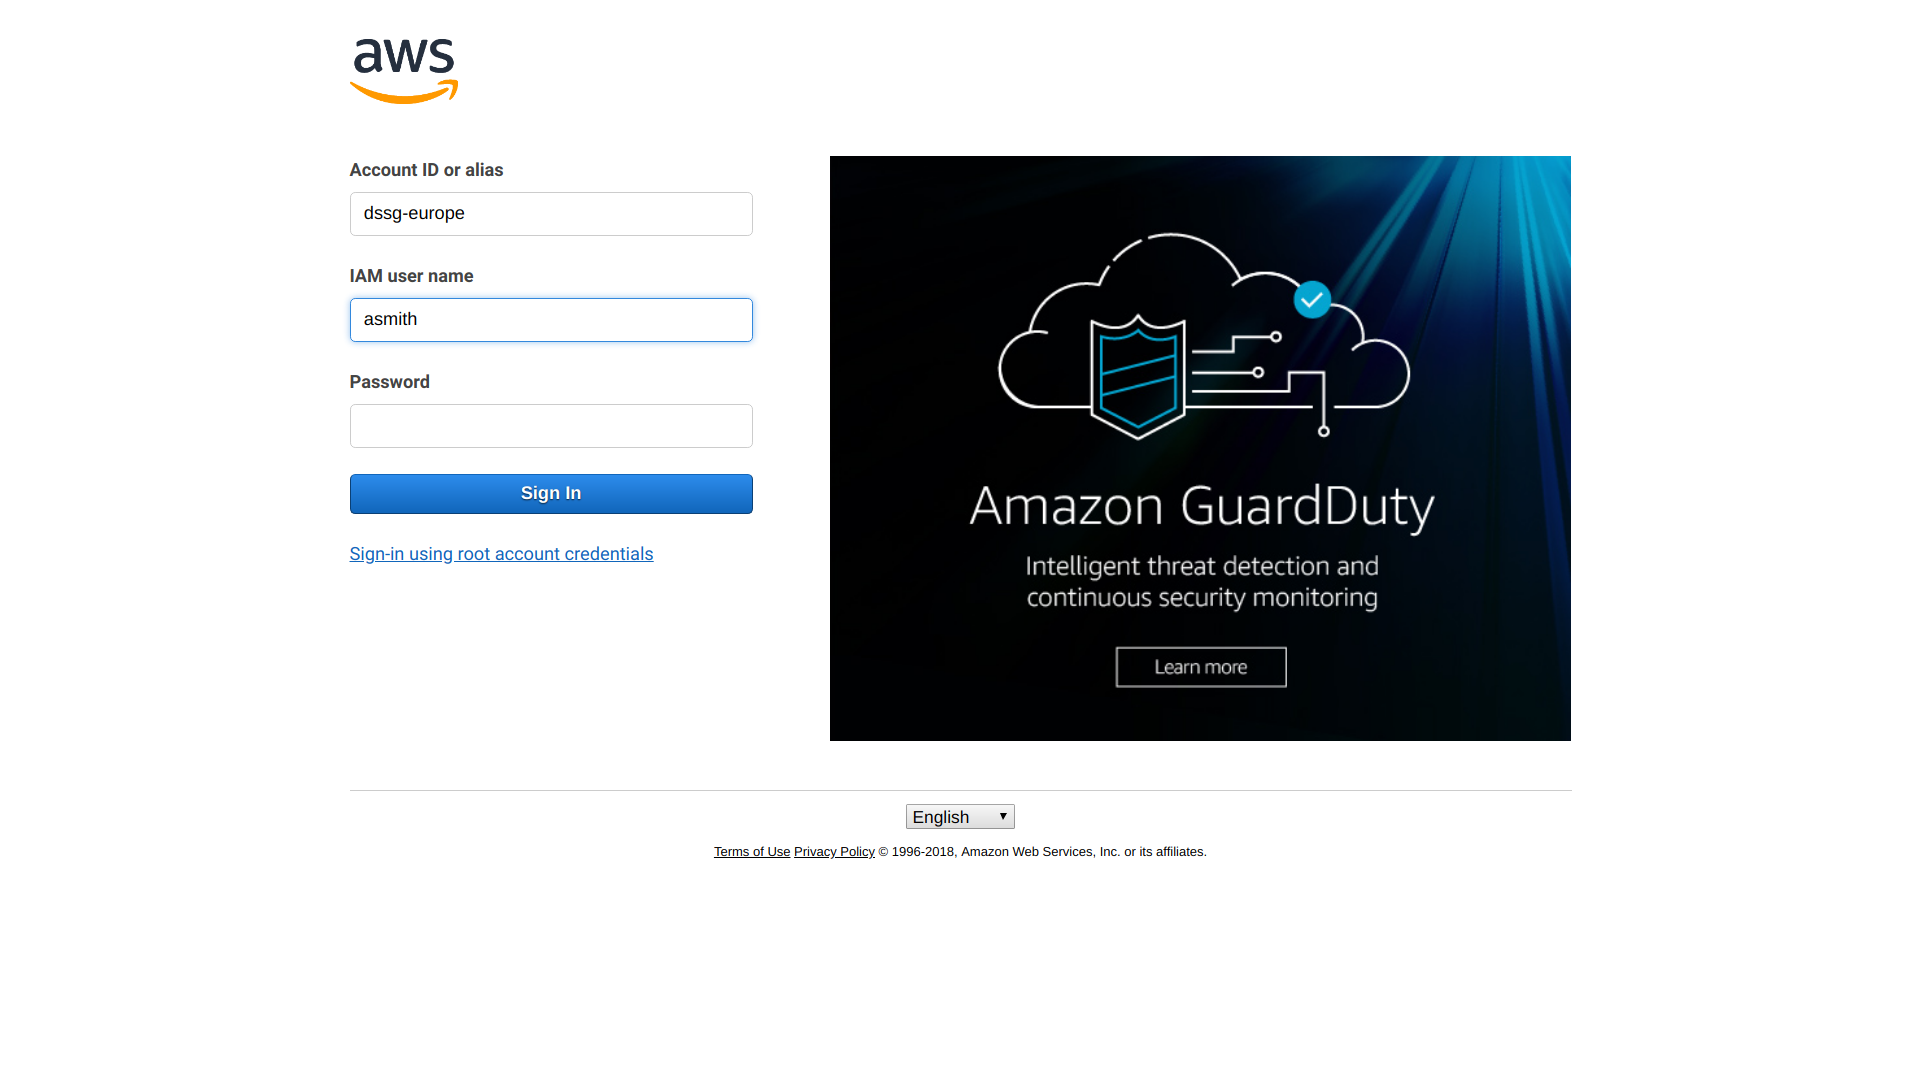 aws
Account ID or alias
dssg-europe
IAM user name
asmith
Password
Sign In
Sign-in using root account credentials
Amazon GuardDuty
Intelligent threat detection and
continuous security monitoring
Learn more
English
Terms of Use Privacy Policy © 1996-2018, Amazon Web Services, Inc. or its affiliates.